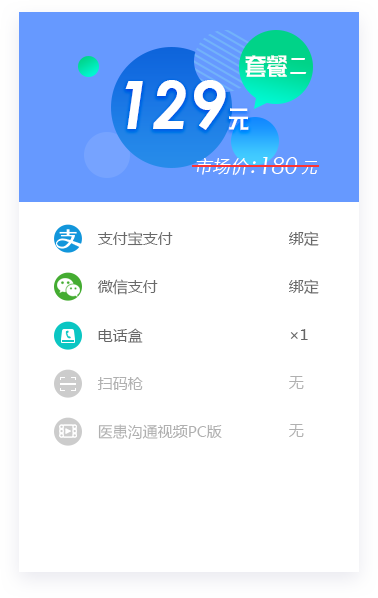 套餐二
129元
市场价:180元
支付宝支付 绑定
微信支付 绑定
电话盒 ×1
扫码枪 无
医患沟通视频PC版 无